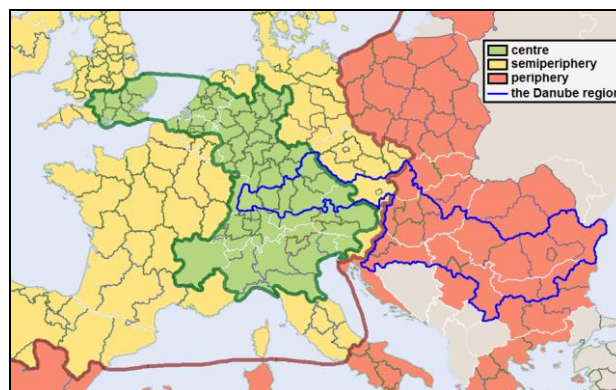 centre
semiperiphery
periphery
the Danube region